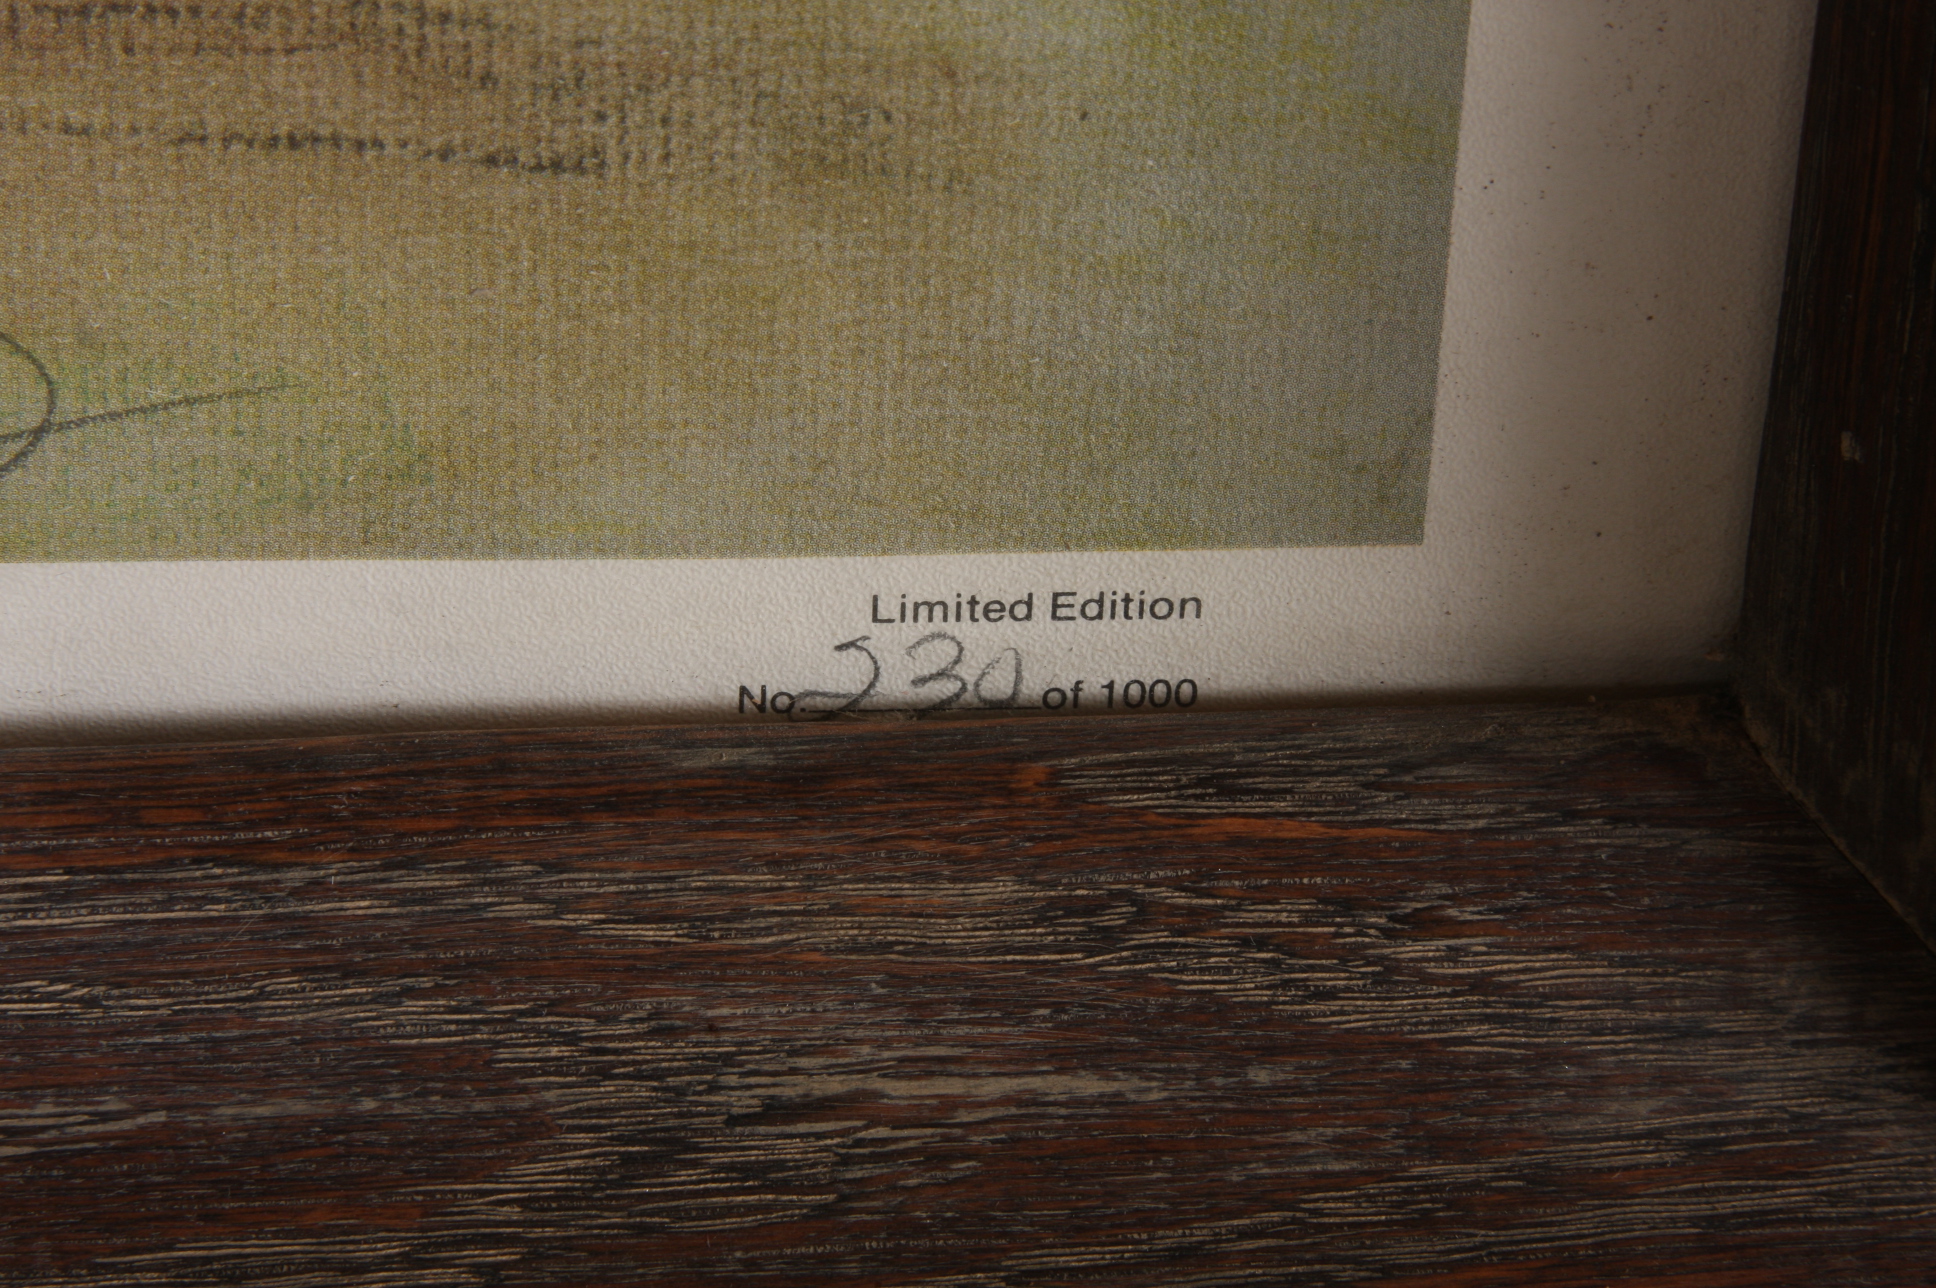 Limited Edition
No. 230 of 1000